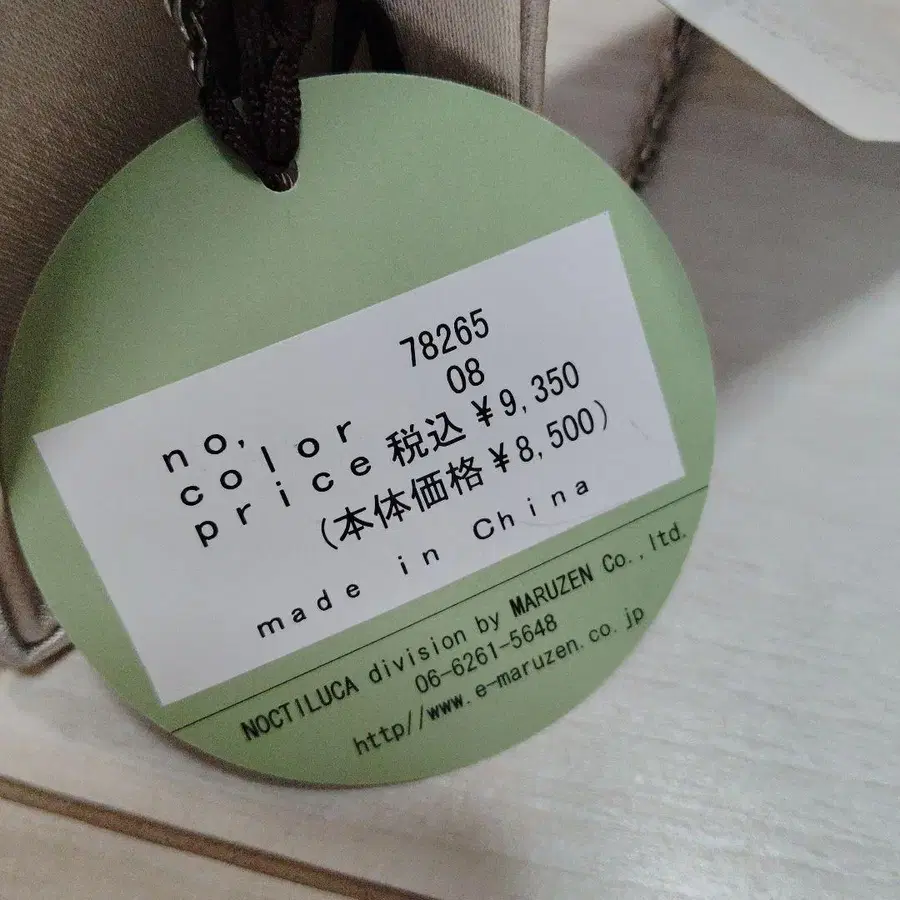 no. 78265
color 08
price 税込 ¥9,350
(本体価格 ¥8,500)
made in China
NOCTILUCA division by MARUZEN Co.,ltd.
06-6261-5648
http//www.e-maruzen.co.jp